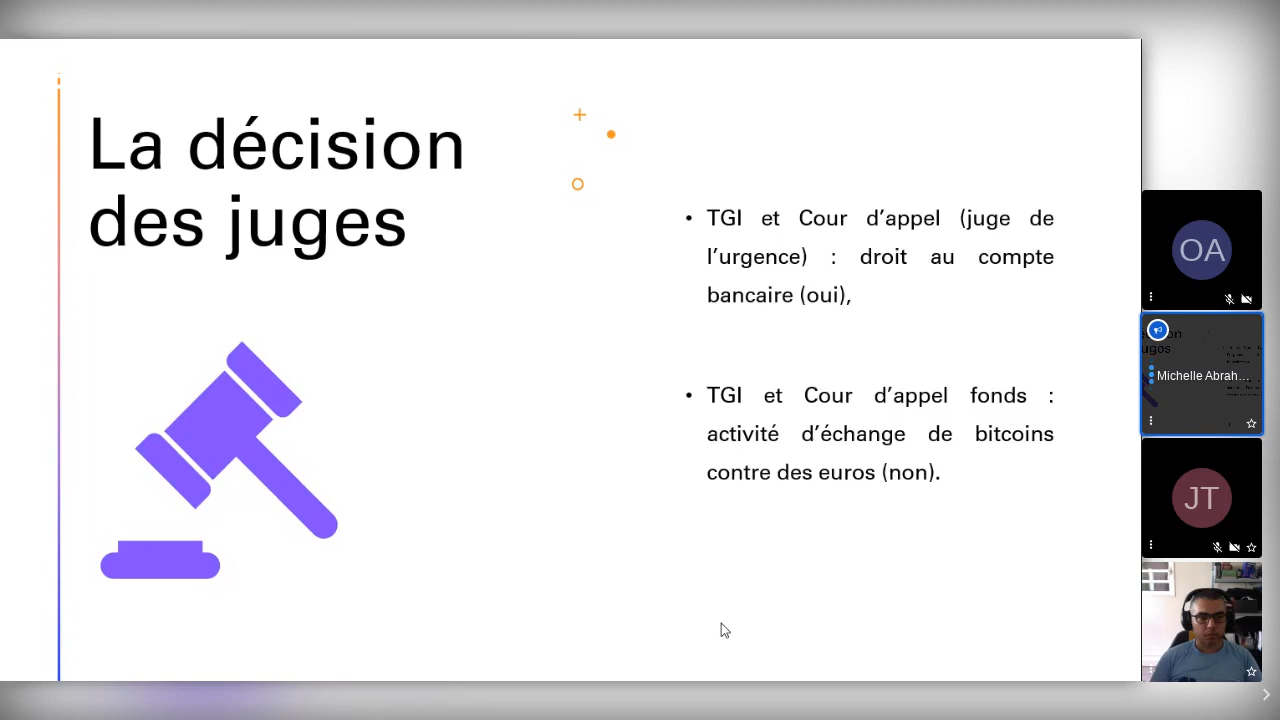 La décision
des juges
• TGI et Cour d’appel (juge de
l’urgence) : droit au compte
bancaire (oui),
• TGI et Cour d’appel fonds :
activité d’échange de bitcoins
contre des euros (non).
OA
Michelle Abrah...
JT